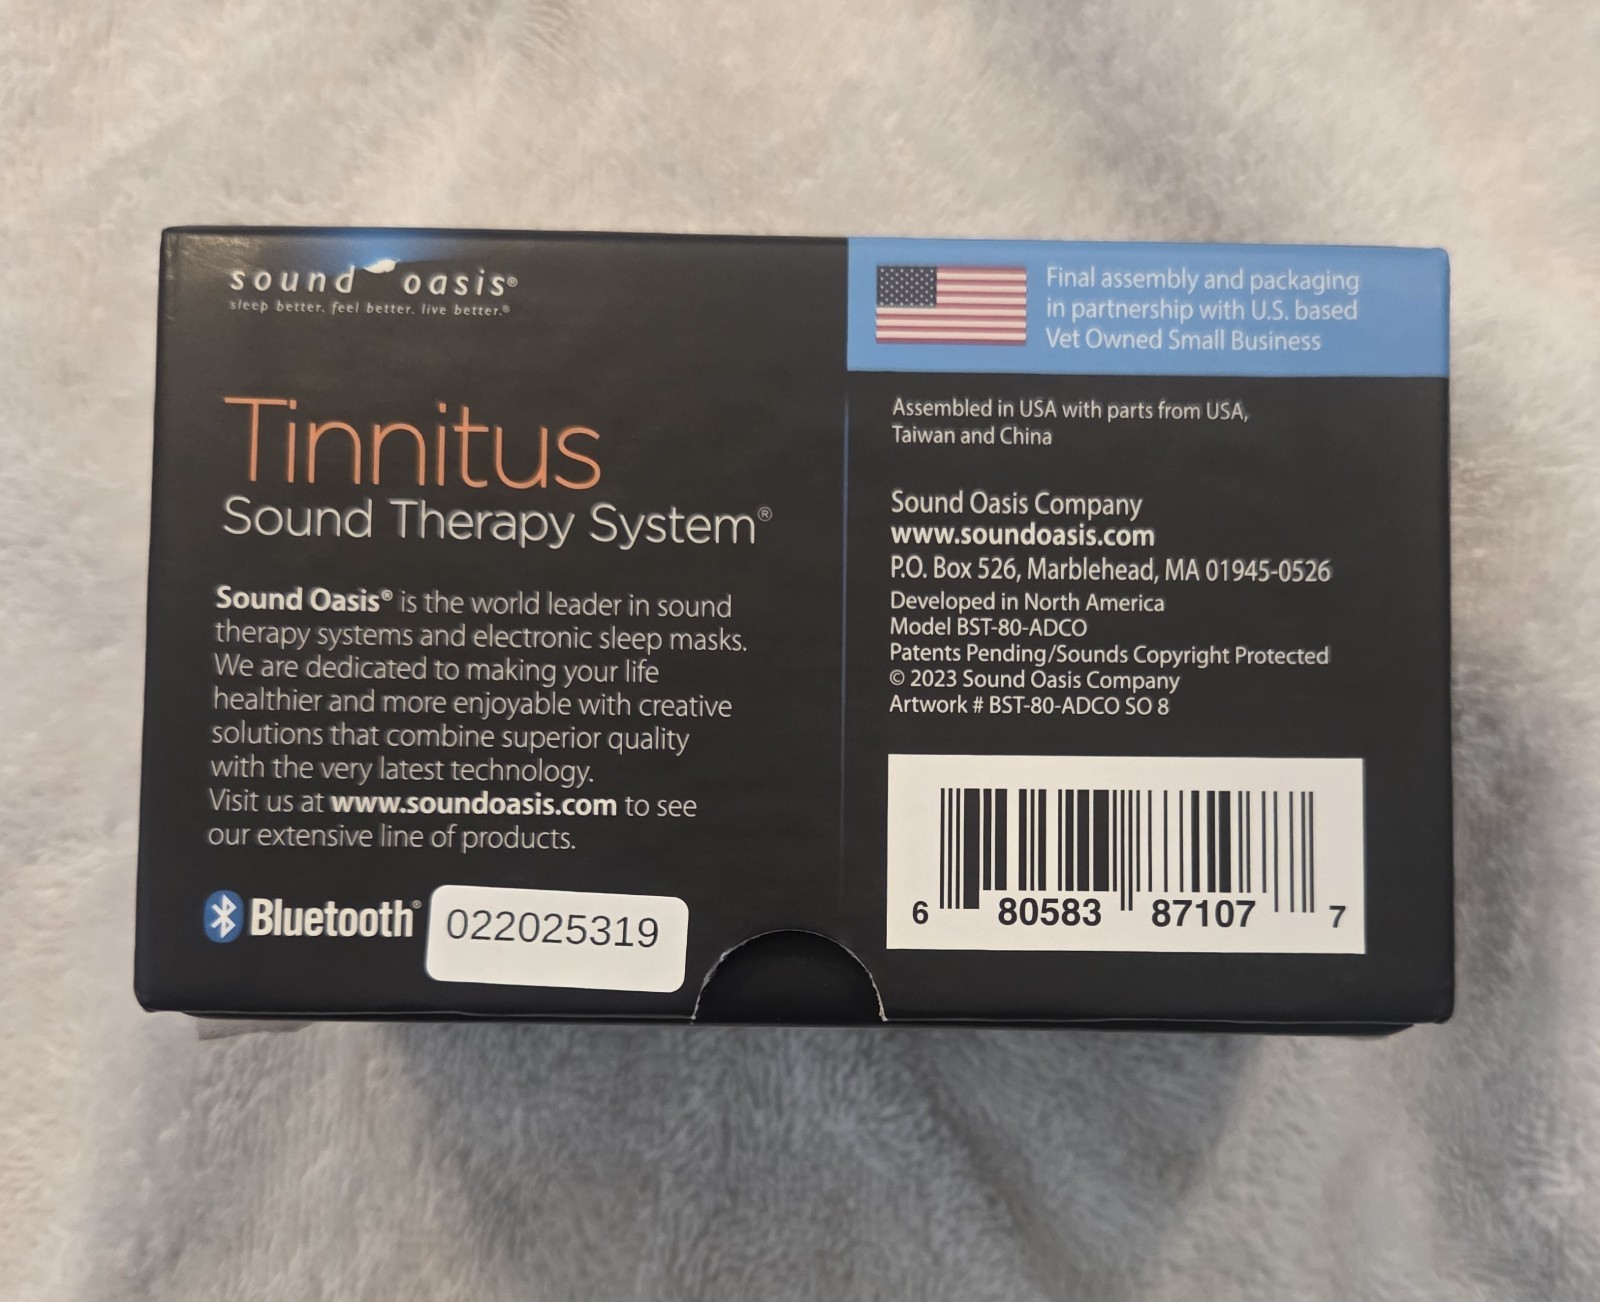 sound oasis®
sleep better. feel better. live better.®
Tinnitus
Sound Therapy System®
Sound Oasis® is the world leader in sound
therapy systems and electronic sleep masks.
We are dedicated to making your life
healthier and more enjoyable with creative
solutions that combine superior quality
with the very latest technology.
Visit us at www.soundoasis.com to see
our extensive line of products.
Bluetooth®
022025319
Final assembly and packaging
in partnership with U.S. based
Vet Owned Small Business
Assembled in USA with parts from USA,
Taiwan and China
Sound Oasis Company
www.soundoasis.com
P.O. Box 526, Marblehead, MA 01945-0526
Developed in North America
Model BST-80-ADCO
Patents Pending/Sounds Copyright Protected
© 2023 Sound Oasis Company
Artwork # BST-80-ADCO SO 8
6 80583 87107 7